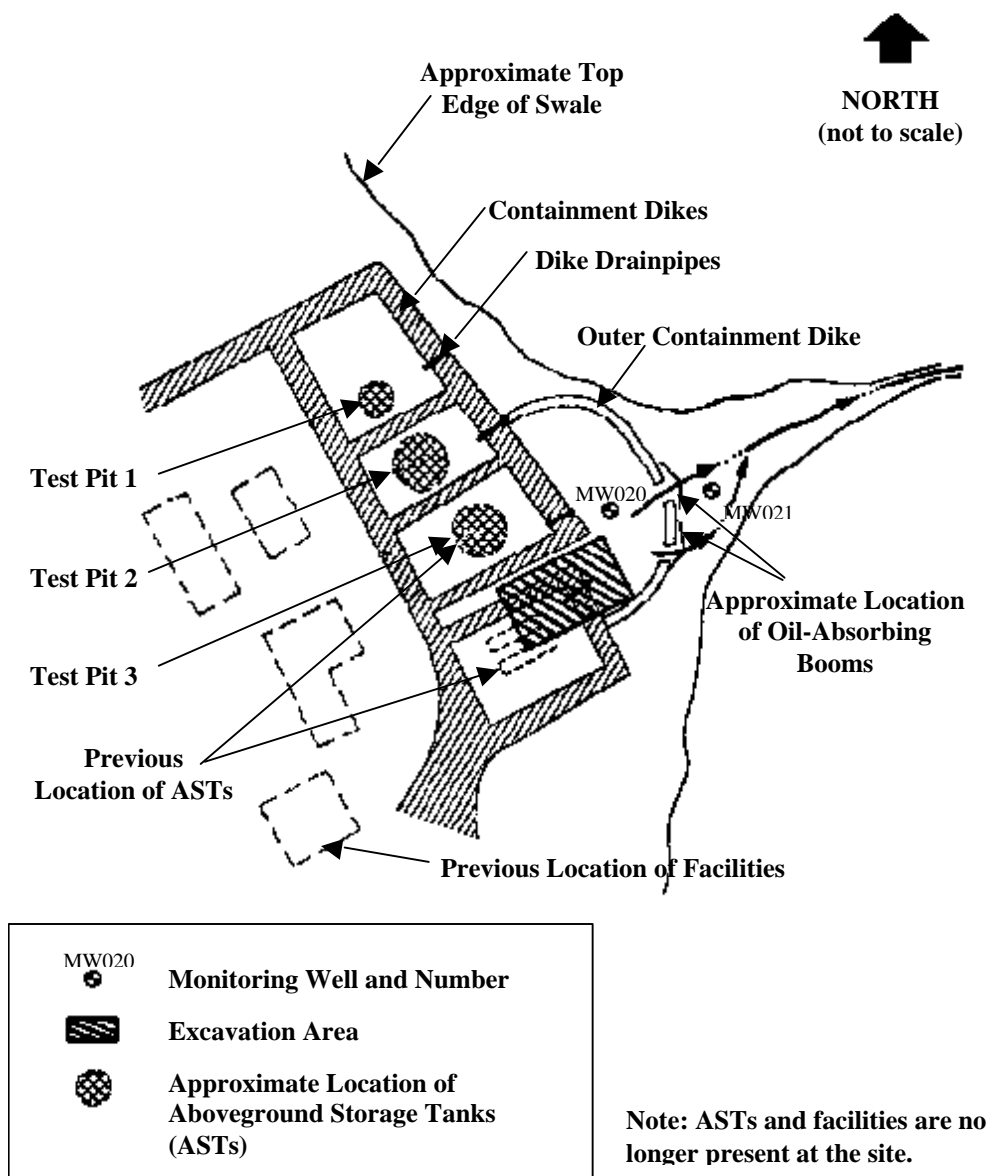 Approximate Top
Edge of Swale
NORTH
(not to scale)
Containment Dikes
Dike Drainpipes
Outer Containment Dike
Test Pit 1
MW020
MW021
Test Pit 2
Approximate Location
of Oil-Absorbing
Booms
Test Pit 3
Previous
Location of ASTs
Previous Location of Facilities
MW020
Monitoring Well and Number
Excavation Area
Approximate Location of
Aboveground Storage Tanks
(ASTs)
Note: ASTs and facilities are no
longer present at the site.